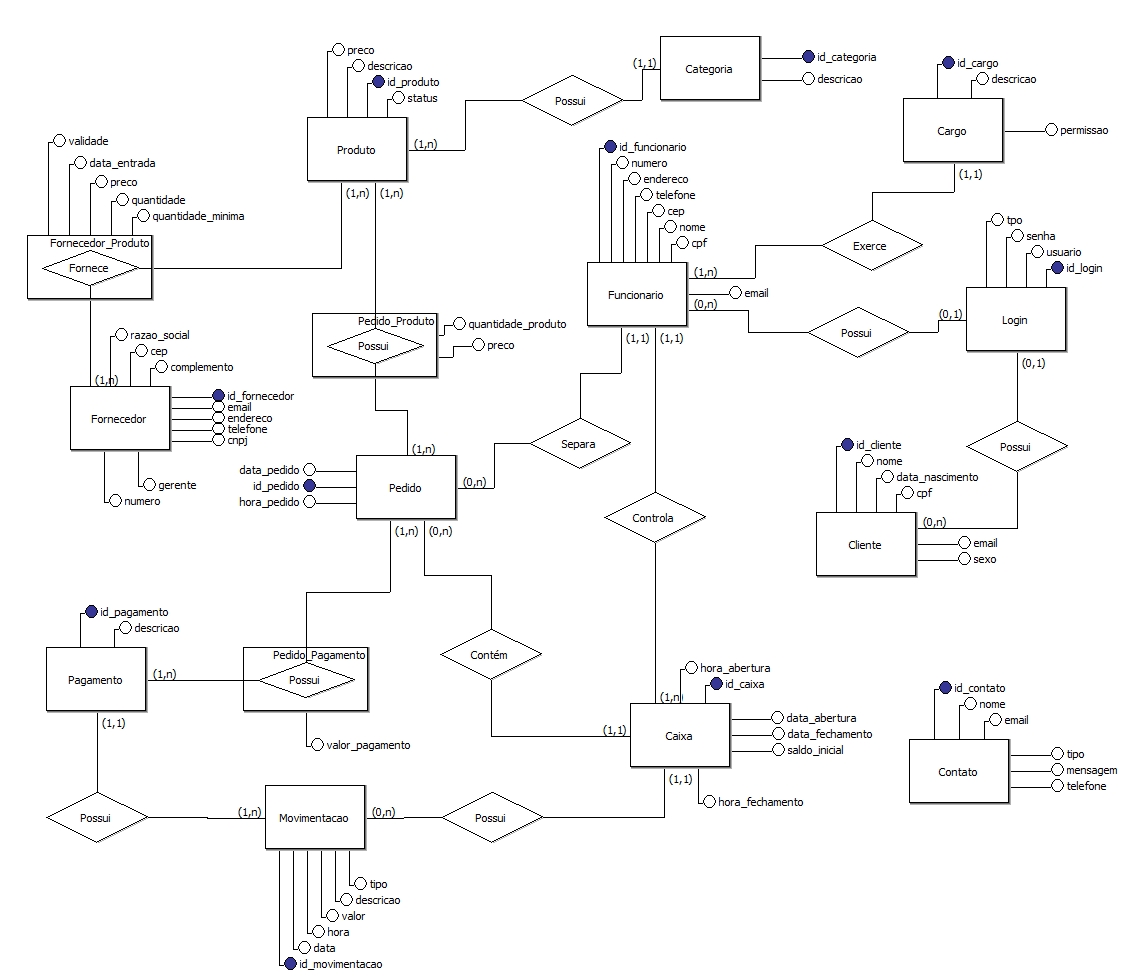 preco
descricao
id_produto
status
Produto
(1,n)
(1,n)
(1,n)
Possui
(1,1)
Categoria
id_categoria
descricao
id_cargo
descricao
Cargo
permissao
(1,1)
validade
data_entrada
preco
quantidade
quantidade_minima
Fornecedor_Produto
Fornece
id_funcionario
numero
endereco
telefone
cep
nome
cpf
Funcionario
(1,n)
email
(0,n)
(1,1)
(1,1)
Exerce
tpo
senha
usuario
id_login
Login
(0,1)
(0,1)
Possui
Pedido_Produto
Possui
quantidade_produto
preco
razao_social
cep
complemento
(1,n)
Fornecedor
id_fornecedor
email
endereco
telefone
cnpj
gerente
numero
Separa
Possui
data_pedido
id_pedido
hora_pedido
(1,n)
Pedido
(0,n)
(1,n)
(0,n)
Controla
id_cliente
nome
data_nascimento
cpf
Cliente
(0,n)
email
sexo
id_pagamento
descricao
Pagamento
(1,n)
(1,1)
Pedido_Pagamento
Possui
valor_pagamento
Contém
hora_abertura
id_caixa
(1,n)
(1,1)
Caixa
data_abertura
data_fechamento
saldo_inicial
(1,1)
hora_fechamento
id_contato
nome
email
Contato
tipo
mensagem
telefone
Possui
(1,n)
Movimentacao
(0,n)
Possui
tipo
descricao
valor
hora
data
id_movimentacao